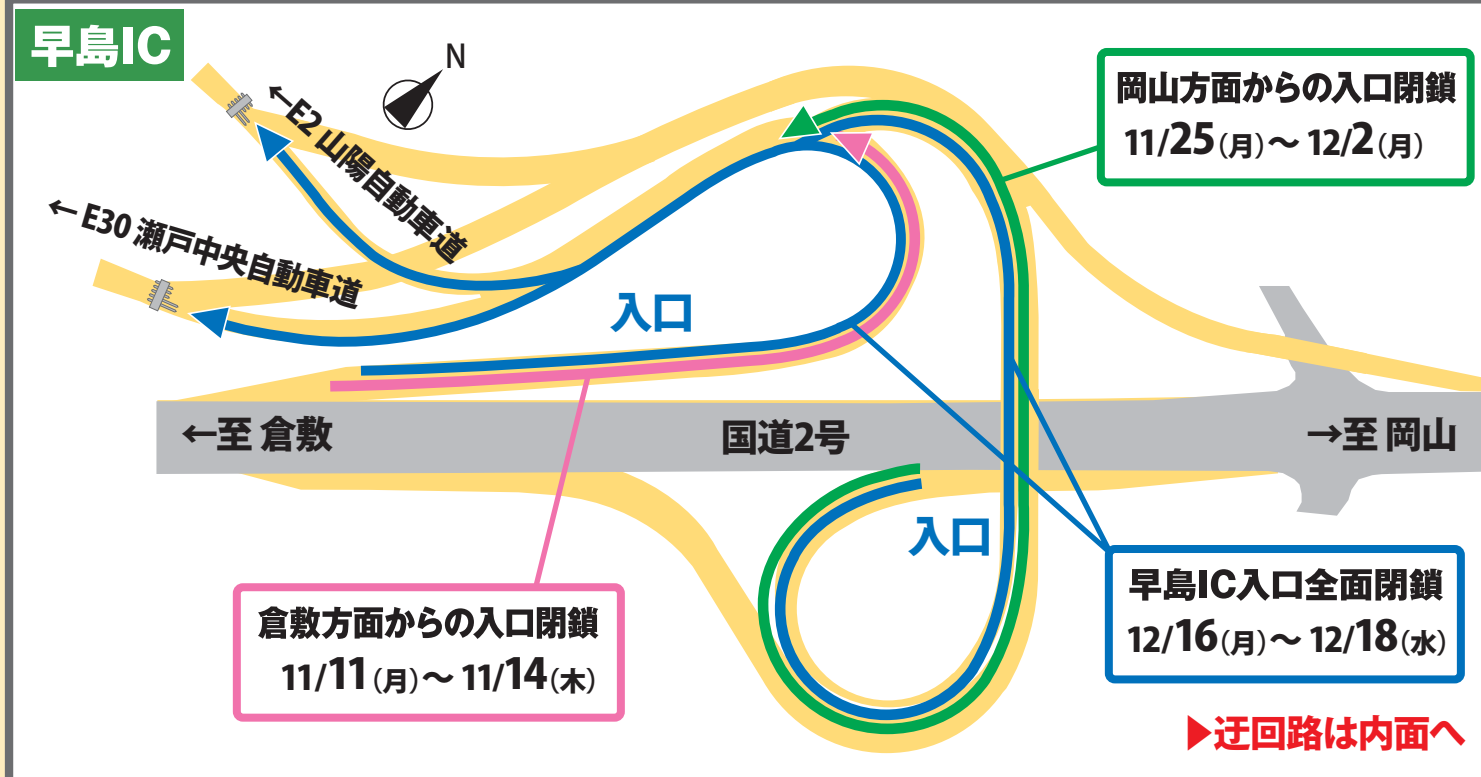 早島IC
N
←E2 山陽自動車道
← E30 瀬戸中央自動車道
岡山方面からの入口閉鎖
11/25(月)～ 12/2(月)
入口
←至 倉敷
国道2号
→至 岡山
入口
倉敷方面からの入口閉鎖
11/11(月)～ 11/14(木)
早島IC入口全面閉鎖
12/16(月)～ 12/18(水)
▶迂回路は内面へ